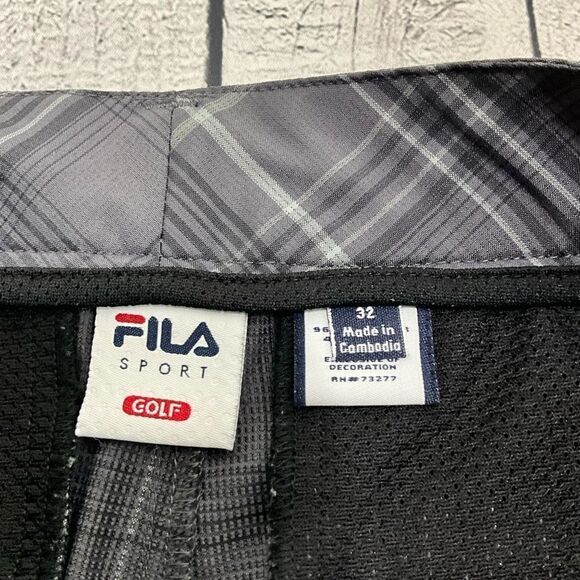 FILA
SPORT
GOLF
32
Made in
Cambodia
DECORATION
RN#73277